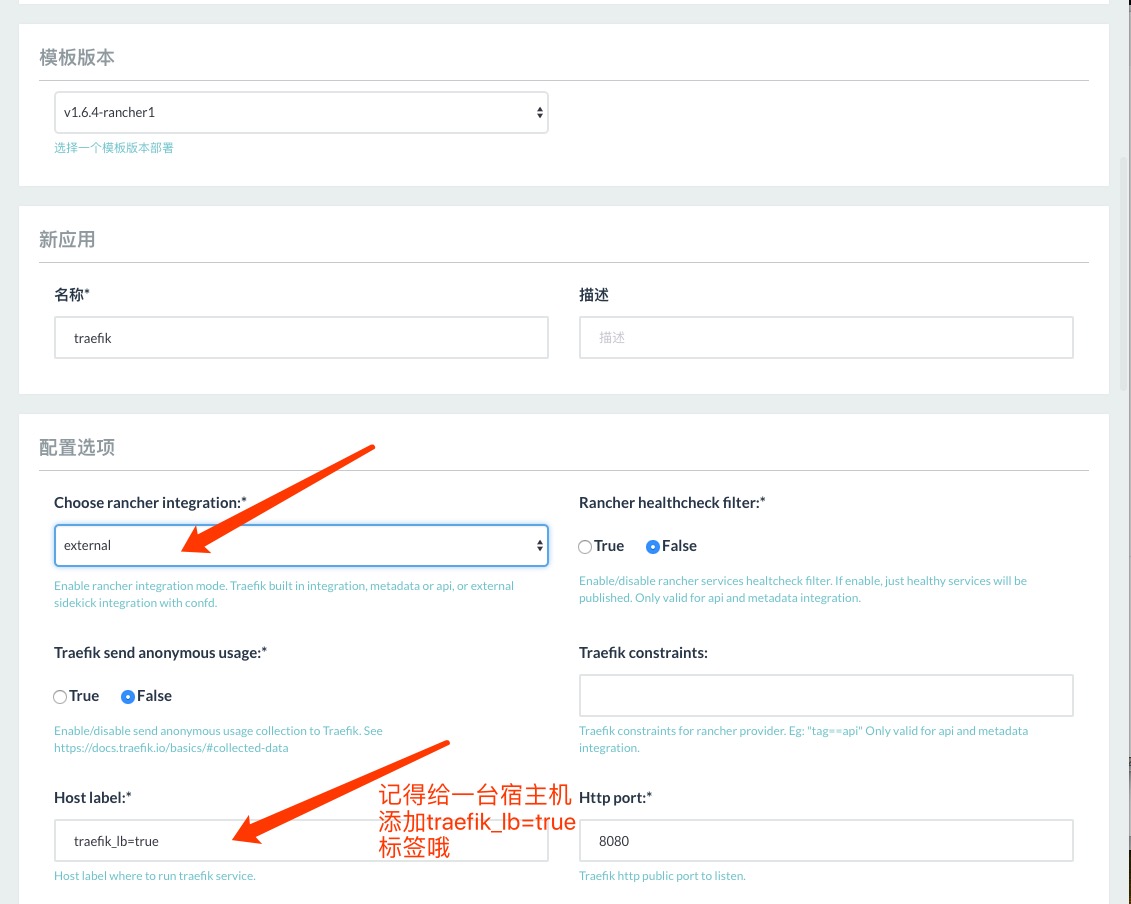 模板版本
v1.6.4-rancher1
选择一个模板版本部署
新应用
名称*
描述
traefik
描述
配置选项
Choose rancher integration:*
Rancher healthcheck filter:*
external
True
False
Enable rancher integration mode. Traefik built in integration, metadata or api, or external
sidekick integration with confd.
Enable/disable rancher services healtcheck filter. If enable, just healthy services will be
published. Only valid for api and metadata integration.
Traefik send anonymous usage:*
Traefik constraints:
True
False
Enable/disable send anonymous usage collection to Traefik. See
https://docs.traefik.io/basics/#collected-data
Traefik constraints for rancher provider. Eg: "tag==api" Only valid for api and metadata
integration.
Host label:*
记得给一台宿主机
添加traefik_lb=true
标签哦
Http port:*
traefik_lb=true
8080
Host label where to run traefik service.
Traefik http public port to listen.